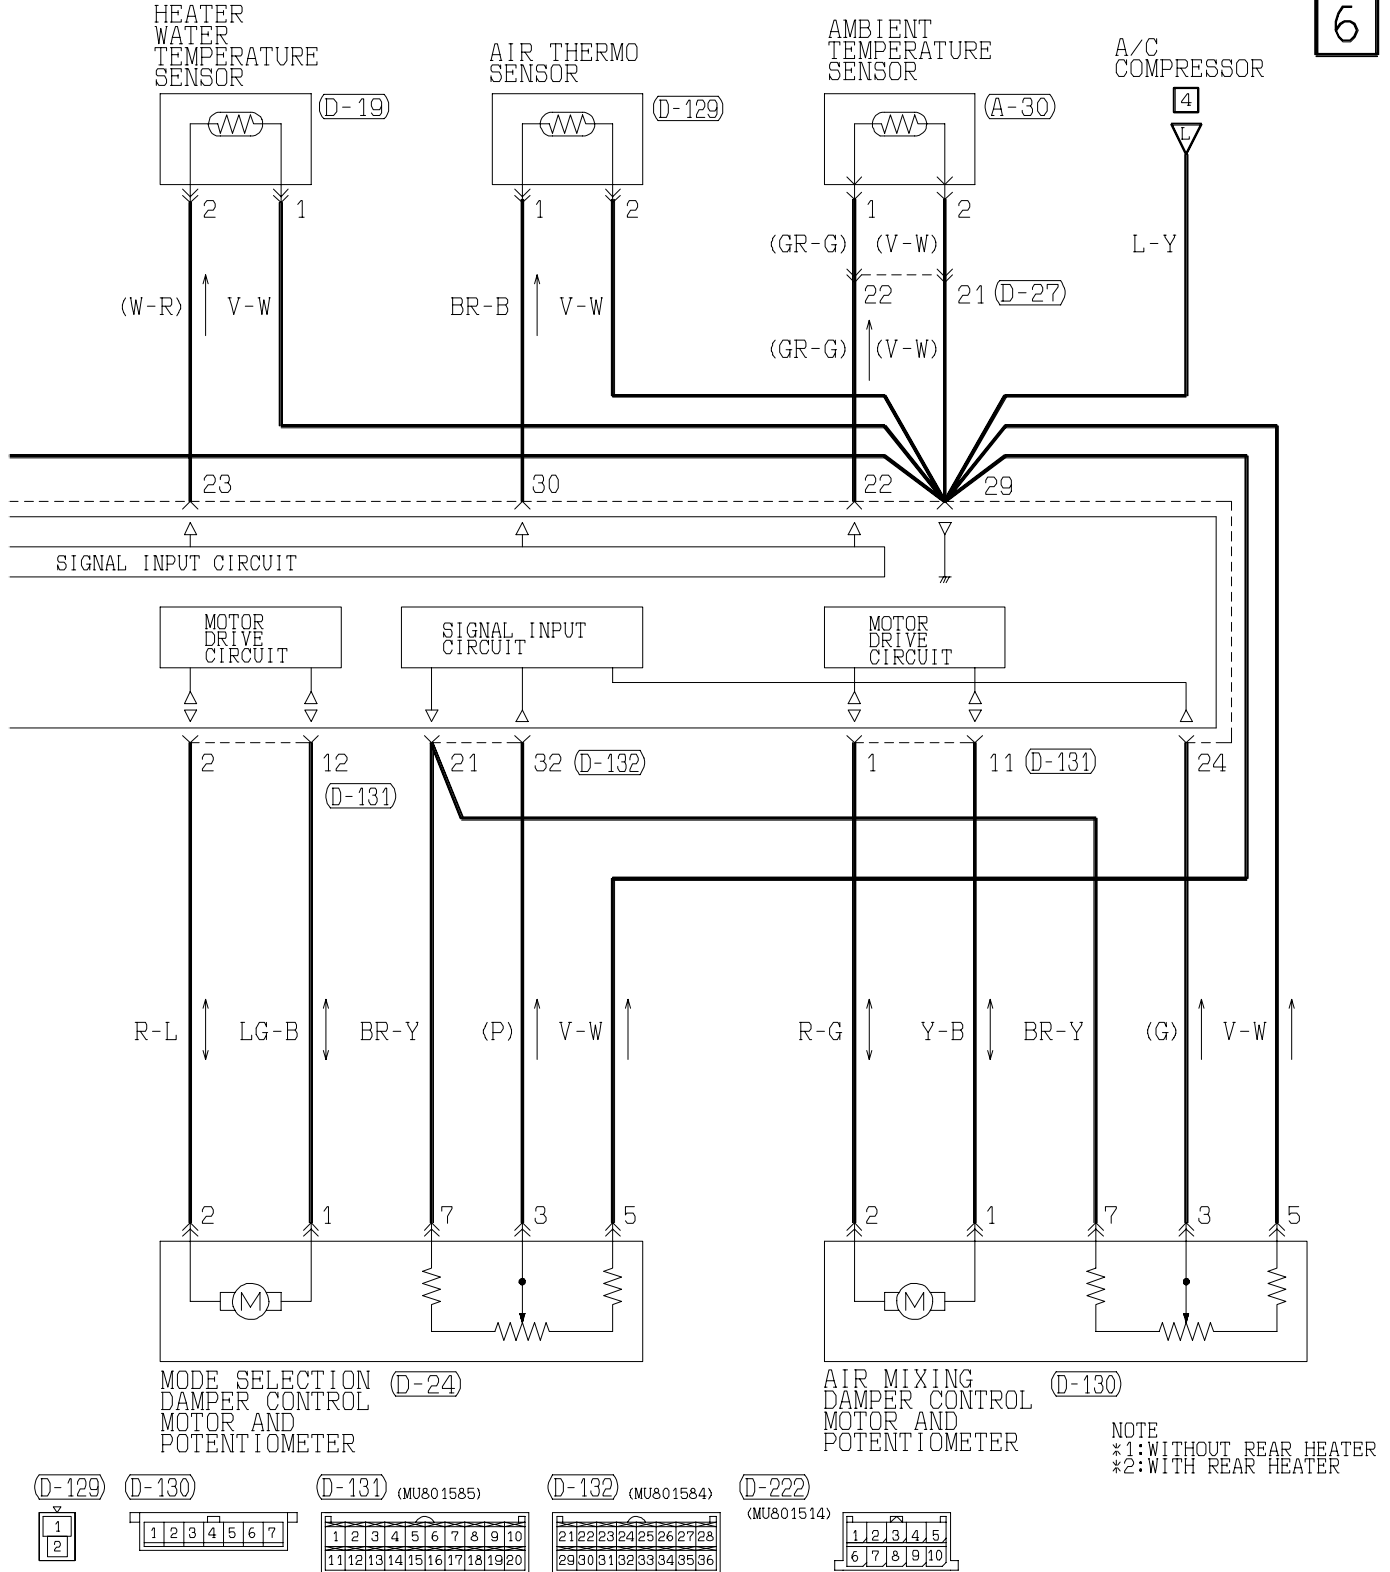 6
HEATER
WATER
TEMPERATURE
SENSOR
(D-19)
AIR THERMO
SENSOR
(D-129)
AMBIENT
TEMPERATURE
SENSOR
(A-30)
A/C
COMPRESSOR
4
L
2 1 1 2 1 2
(GR-G) (V-W) L-Y
22 21 (D-27)
(W-R) V-W BR-B V-W
(GR-G) (V-W)
23 30 22 29
SIGNAL INPUT CIRCUIT
MOTOR
DRIVE
CIRCUIT
SIGNAL INPUT
CIRCUIT
MOTOR
DRIVE
CIRCUIT
2 12 21 32 (D-132) 1 11 (D-131) 24
(D-131)
R-L LG-B BR-Y (P) V-W R-G Y-B BR-Y (G) V-W
2 1 7 3 5 2 1 7 3 5
M M
MODE SELECTION
DAMPER CONTROL
MOTOR AND
POTENTIOMETER
(D-24)
AIR MIXING
DAMPER CONTROL
MOTOR AND
POTENTIOMETER
(D-130)
NOTE
*1:WITHOUT REAR HEATER
*2:WITH REAR HEATER
(D-129)
1
2
(D-130)
1 2 3 4 5 6 7
(D-131) (MU801585)
1 2 3 4 5 6 7 8 9 10
11 12 13 14 15 16 17 18 19 20
(D-132) (MU801584)
21 22 23 24 25 26 27 28
29 30 31 32 33 34 35 36
(D-222)
(MU801514)
1 2 3 4 5
6 7 8 9 10